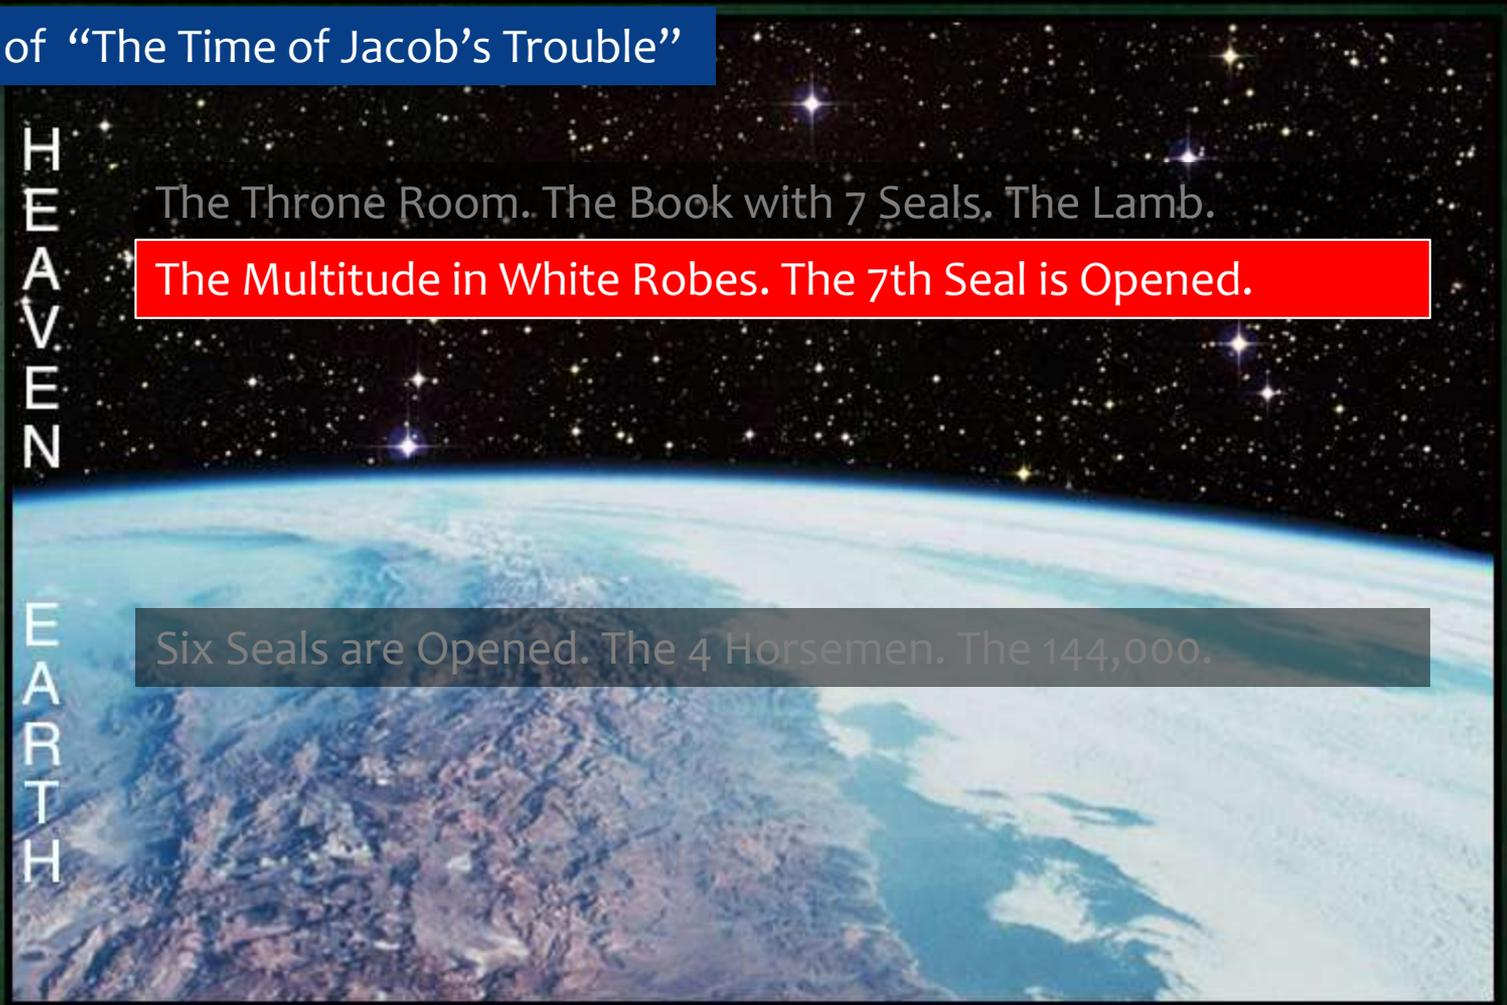 of “The Time of Jacob’s Trouble”
HEAVEN
The Throne Room. The Book with 7 Seals. The Lamb.
The Multitude in White Robes. The 7th Seal is Opened.
EARTH
Six Seals are Opened. The 4 Horsemen. The 144,000.